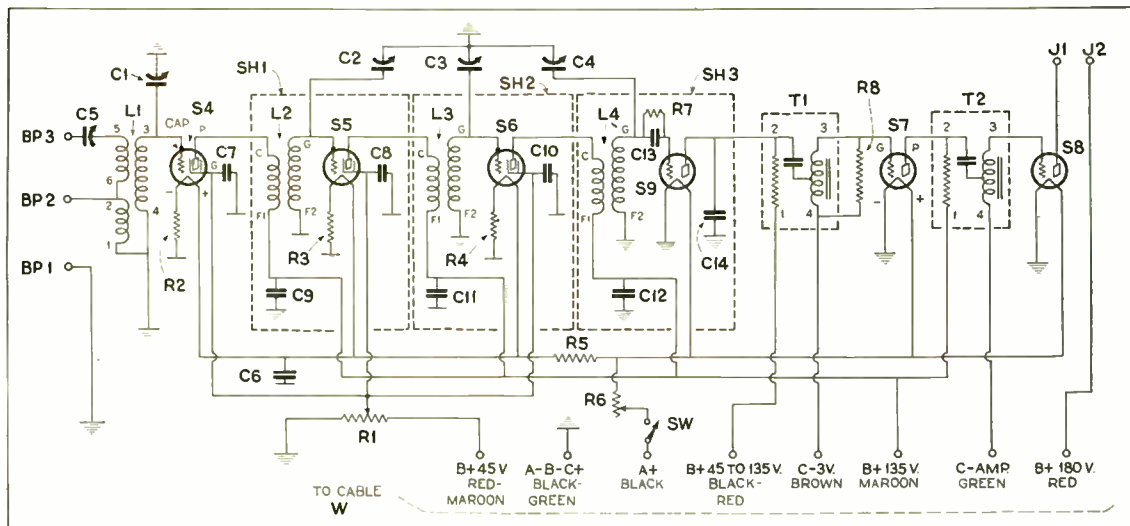 J1 J2
C2 C3 C4
SH1 SH2 SH3
C1
C5 L1 S4 L2 S5 L3 S6 L4 R7 T1 R8 S7 T2 S8
BP3 5 3 CAP P C7 G C8 G C10 G C13 2 3 G P 2 3
6 G C C C S9
BP2 2 4 - + F1 F2 F1 F2 F1 F2 1 4 - + 1 4
1 R3 R4 C14
BP1 R2 C9 C11 C12
R5
C6
R6
SW
R1
B+45 V. RED-MAROON
A-B-C+ BLACK-GREEN
A+ BLACK
B+45 TO 135 V. BLACK-RED
C-3V. BROWN
B+135 V. MAROON
C-AMP. GREEN
B+ 180 V. RED
TO CABLE
W